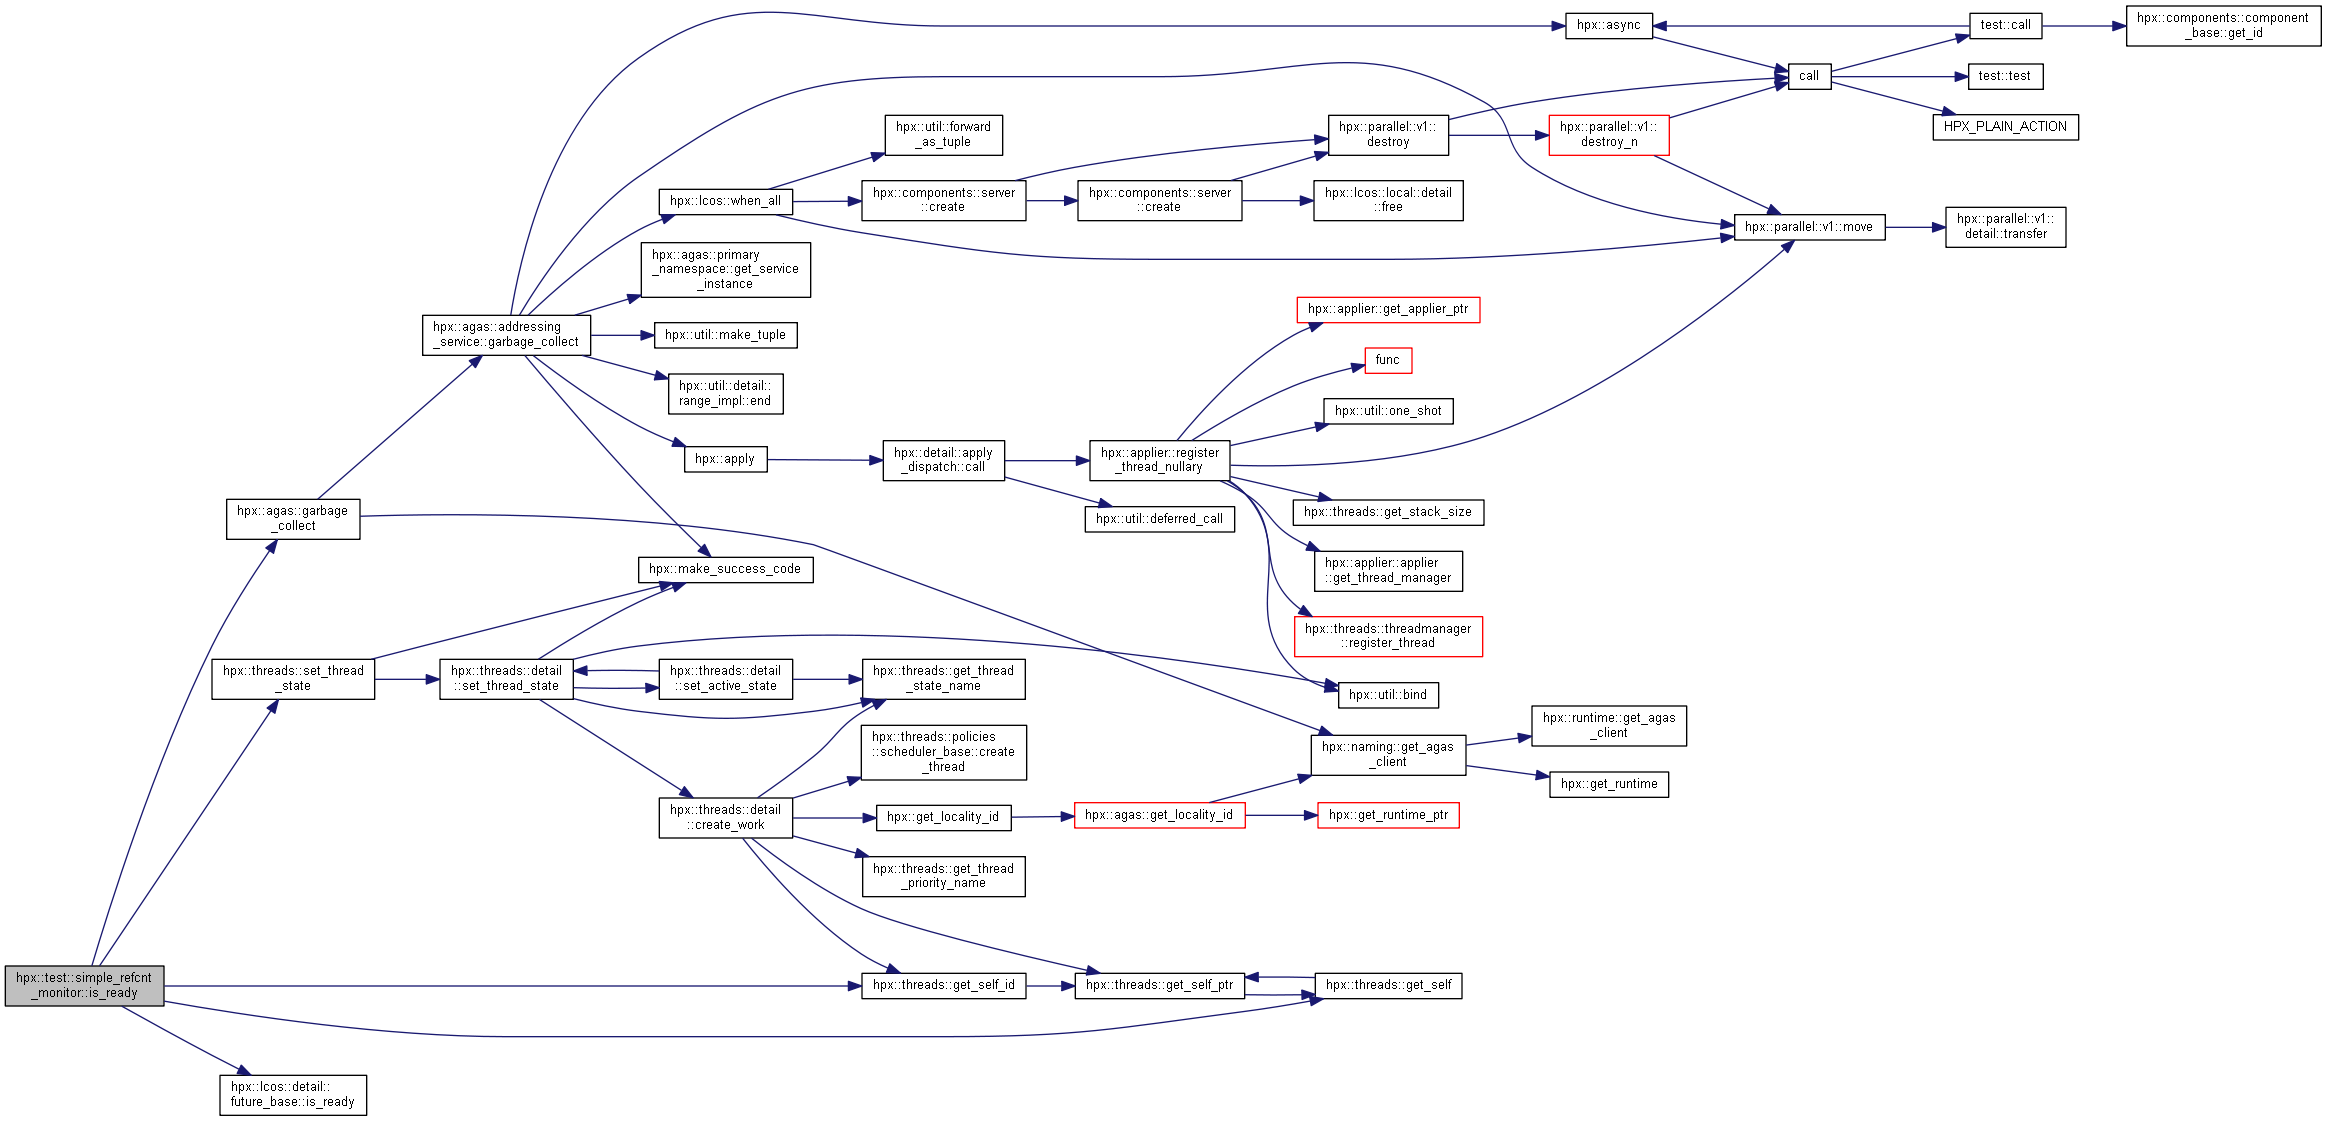 hpx::test::simple_refcnt
_monitor::is_ready
hpx::agas::garbage
_collect
hpx::threads::set_thread
_state
hpx::lcos::detail::
future_base::is_ready
hpx::agas::addressing
_service::garbage_collect
hpx::threads::detail
::set_thread_state
hpx::lcos::when_all
hpx::agas::primary
_namespace::get_service
_instance
hpx::util::make_tuple
hpx::util::detail::
range_impl::end
hpx::apply
hpx::make_success_code
hpx::threads::detail
::set_active_state
hpx::threads::detail
::create_work
hpx::util::forward
_as_tuple
hpx::components::server
::create
hpx::detail::apply
_dispatch::call
hpx::threads::get_thread
_state_name
hpx::threads::policies
::scheduler_base::create
_thread
hpx::get_locality_id
hpx::threads::get_thread
_priority_name
hpx::threads::get_self_id
hpx::components::server
::create
hpx::applier::register
_thread_nullary
hpx::util::deferred_call
hpx::agas::get_locality_id
hpx::threads::get_self_ptr
hpx::parallel::v1::
destroy
hpx::lcos::local::detail
::free
hpx::applier::get_applier_ptr
func
hpx::util::one_shot
hpx::threads::get_stack_size
hpx::applier::applier
::get_thread_manager
hpx::threads::threadmanager
::register_thread
hpx::util::bind
hpx::naming::get_agas
_client
hpx::get_runtime_ptr
hpx::threads::get_self
hpx::async
hpx::parallel::v1::
destroy_n
hpx::runtime::get_agas
_client
hpx::get_runtime
call
hpx::parallel::v1::move
test::call
test::test
HPX_PLAIN_ACTION
hpx::parallel::v1::
detail::transfer
hpx::components::component
_base::get_id